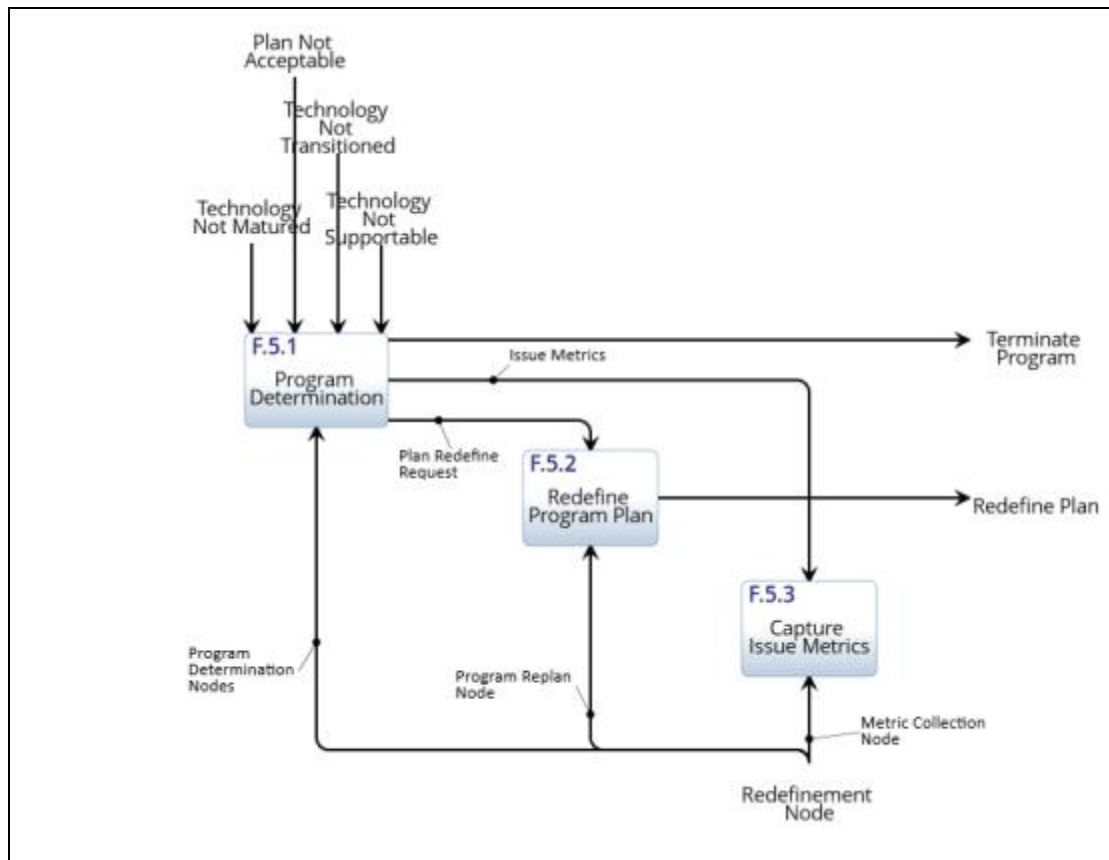 Plan Not
Acceptable
Technology
Not
Transitioned
Technology
Not Matured
Technology
Not
Supportable
F.5.1
Program
Determination
Terminate
Program
Issue Metrics
Plan Redefine
Request
F.5.2
Redefine
Program Plan
Redefine Plan
F.5.3
Capture
Issue Metrics
Program
Determination
Nodes
Program Replan
Node
Metric Collection
Node
Redefinement
Node